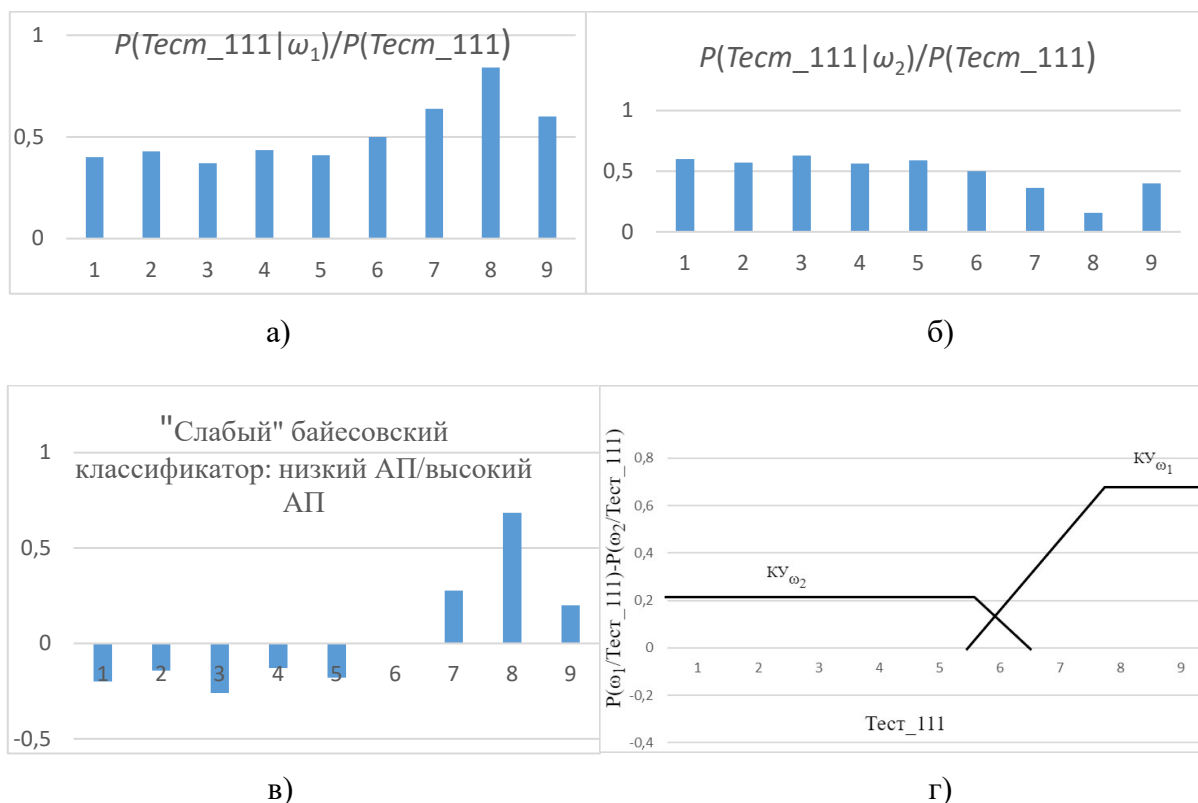 P(Тест_111|ω₁)/P(Тест_111)
1
0,5
0
1 2 3 4 5 6 7 8 9
а)
P(Тест_111|ω₂)/P(Тест_111)
1
0,5
0
1 2 3 4 5 6 7 8 9
б)
"Слабый" байесовский
классификатор: низкий АП/высокий
АП
1
0,5
0
-0,5
1 2 3 4 5 6 7 8 9
в)
P(ω₁/Тест_111)-P(ω₂/Тест_111)
0,8
0,6
0,4
0,2
0
-0,2
-0,4
КУω₂
КУω₁
1 2 3 4 5 6 7 8 9
Тест_111
г)